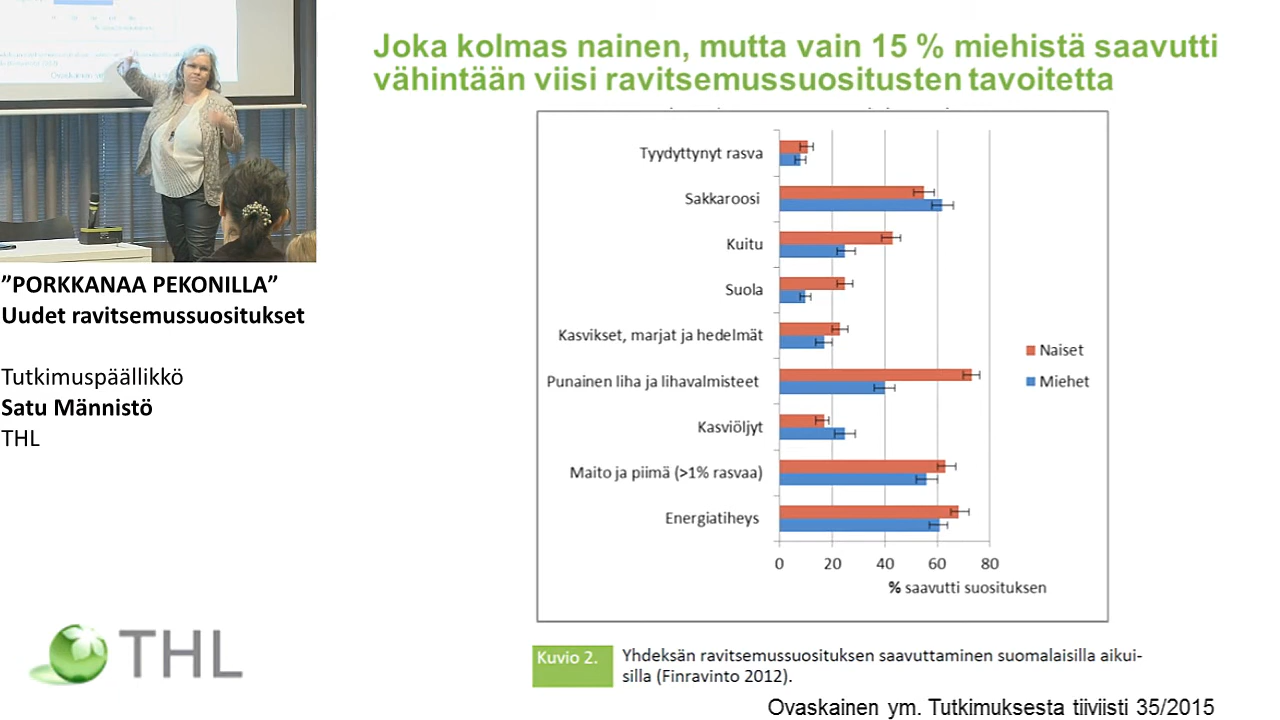 Joka kolmas nainen, mutta vain 15 % miehistä saavutti
vähintään viisi ravitsemussuositusten tavoitetta
”PORKKANAA PEKONILLA”
Uudet ravitsemussuositukset
Tutkimuspäällikkö
Satu Männistö
THL
THL
Tyydyttynyt rasva
Sakkaroosi
Kuitu
Suola
Kasvikset, marjat ja hedelmät
Punainen liha ja lihavalmisteet
Kasviöljyt
Maito ja piimä (>1% rasvaa)
Energiatiheys
0 20 40 60 80
% saavutti suosituksen
Naiset
Miehet
Kuvio 2.
Yhdeksän ravitsemussuosituksen saavuttaminen suomalaisilla aikui-
silla (Finravinto 2012).
Ovaskainen ym. Tutkimuksesta tiiviisti 35/2015